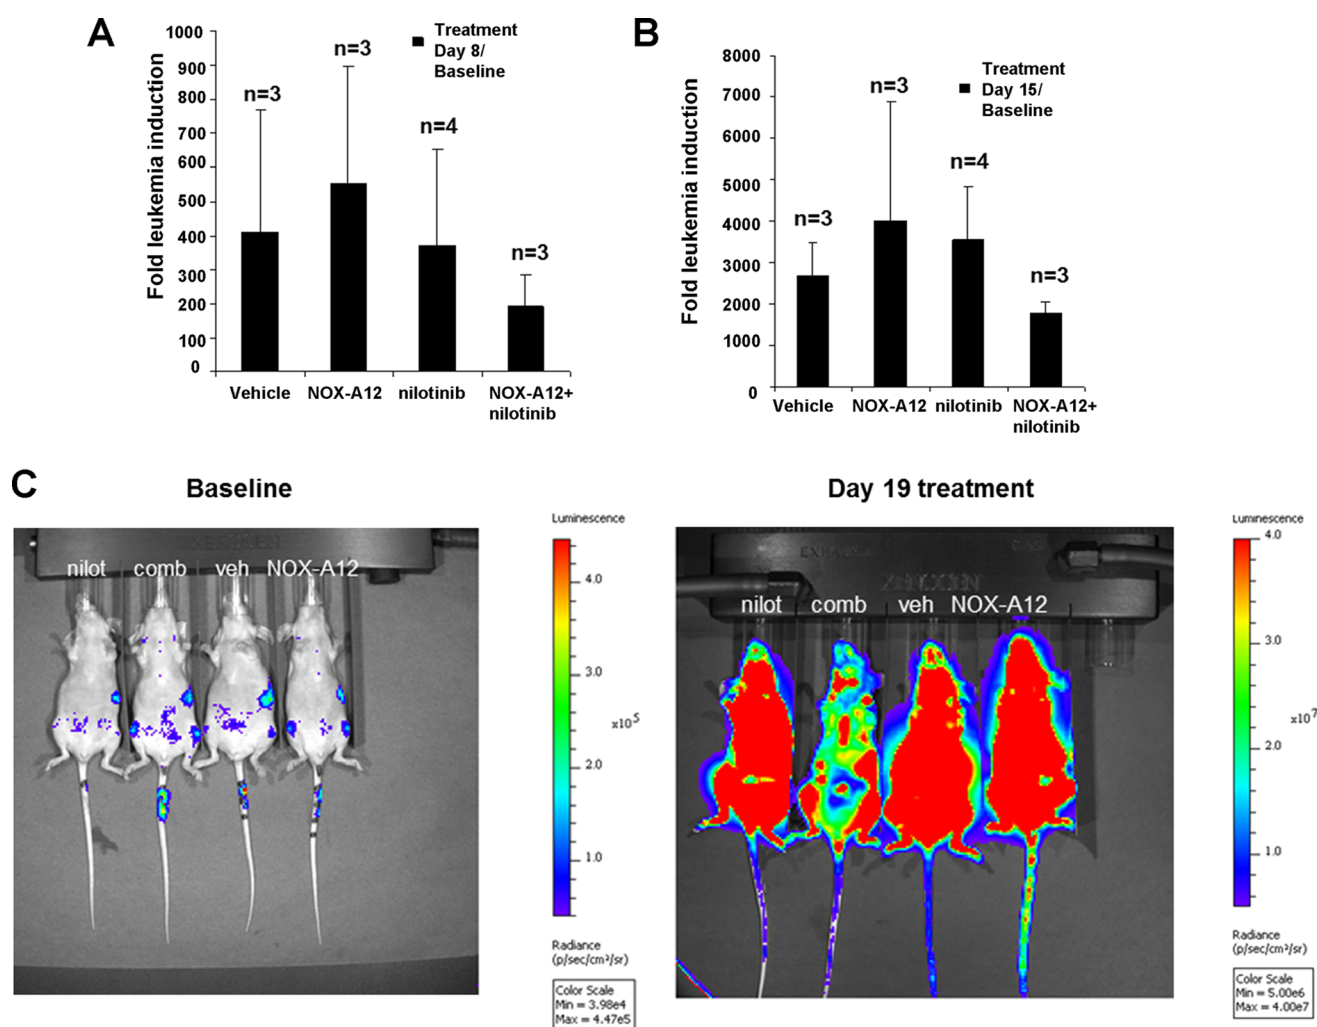 A
1000
900
800
700
600
500
400
300
200
100
0
Fold leukemia induction
n=3
n=3
n=4
n=3
Treatment
Day 8/
Baseline
Vehicle
NOX-A12
nilotinib
NOX-A12+
nilotinib
B
8000
7000
6000
5000
4000
3000
2000
1000
0
Fold leukemia induction
n=3
n=3
n=4
n=3
Treatment
Day 15/
Baseline
Vehicle
NOX-A12
nilotinib
NOX-A12+
nilotinib
C
Baseline
nilot comb veh NOX-A12
Luminescence
4.0
3.0
x10⁵
2.0
1.0
Radiance
(p/sec/cm²/sr)
Color Scale
Min = 3.98e4
Max = 4.47e5
Day 19 treatment
XENOGEN
nilot comb veh NOX-A12
Luminescence
4.0
3.0
x10⁷
2.0
1.0
Radiance
(p/sec/cm²/sr)
Color Scale
Min = 5.00e6
Max = 4.00e7